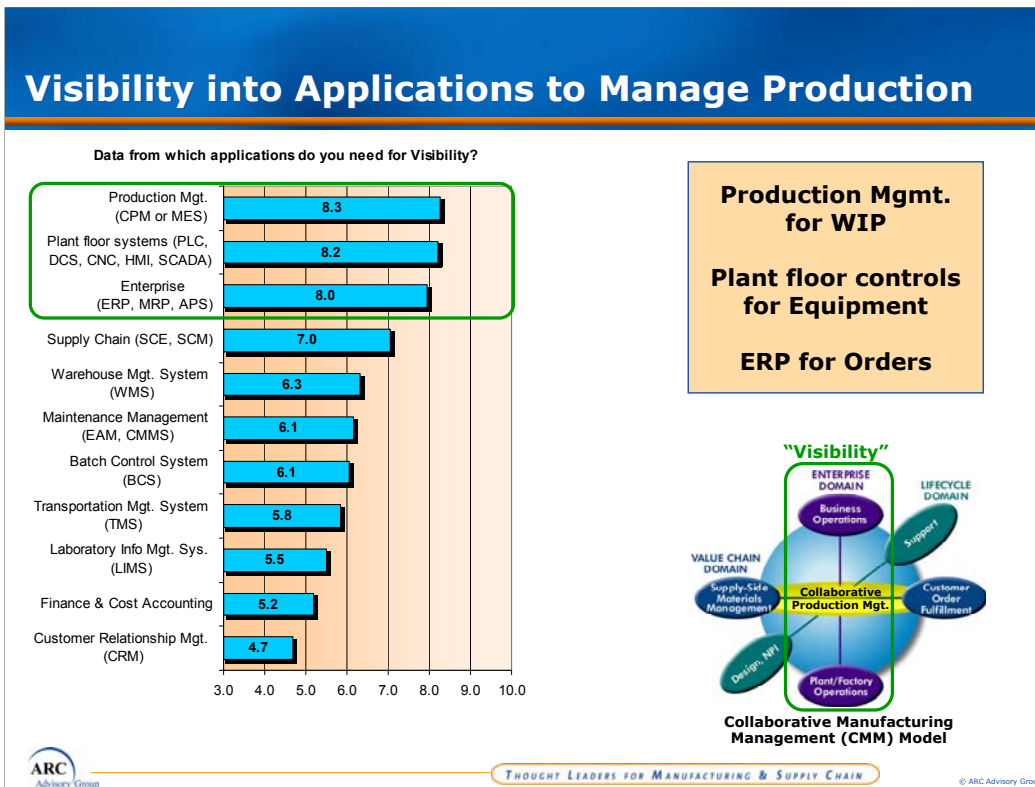 Visibility into Applications to Manage Production
Data from which applications do you need for Visibility?
Production Mgt.
(CPM or MES)
8.3
Plant floor systems (PLC,
DCS, CNC, HMI, SCADA)
8.2
Enterprise
(ERP, MRP, APS)
8.0
Supply Chain (SCE, SCM)
7.0
Warehouse Mgt. System
(WMS)
6.3
Maintenance Management
(EAM, CMMS)
6.1
Batch Control System
(BCS)
6.1
Transportation Mgt. System
(TMS)
5.8
Laboratory Info Mgt. Sys.
(LIMS)
5.5
Finance & Cost Accounting
5.2
Customer Relationship Mgt.
(CRM)
4.7
3.0 4.0 5.0 6.0 7.0 8.0 9.0 10.0
Production Mgmt.
for WIP
Plant floor controls
for Equipment
ERP for Orders
“Visibility”
ENTERPRISE
DOMAIN
LIFECYCLE
DOMAIN
Business
Operations
Support
VALUE CHAIN
DOMAIN
Supply-Side
Materials
Management
Collaborative
Production Mgt.
Customer
Order
Fulfillment
Design, NPI
Plant/Factory
Operations
Collaborative Manufacturing
Management (CMM) Model
ARC
Advisory Group
THOUGHT LEADERS FOR MANUFACTURING & SUPPLY CHAIN
© ARC Advisory Grou